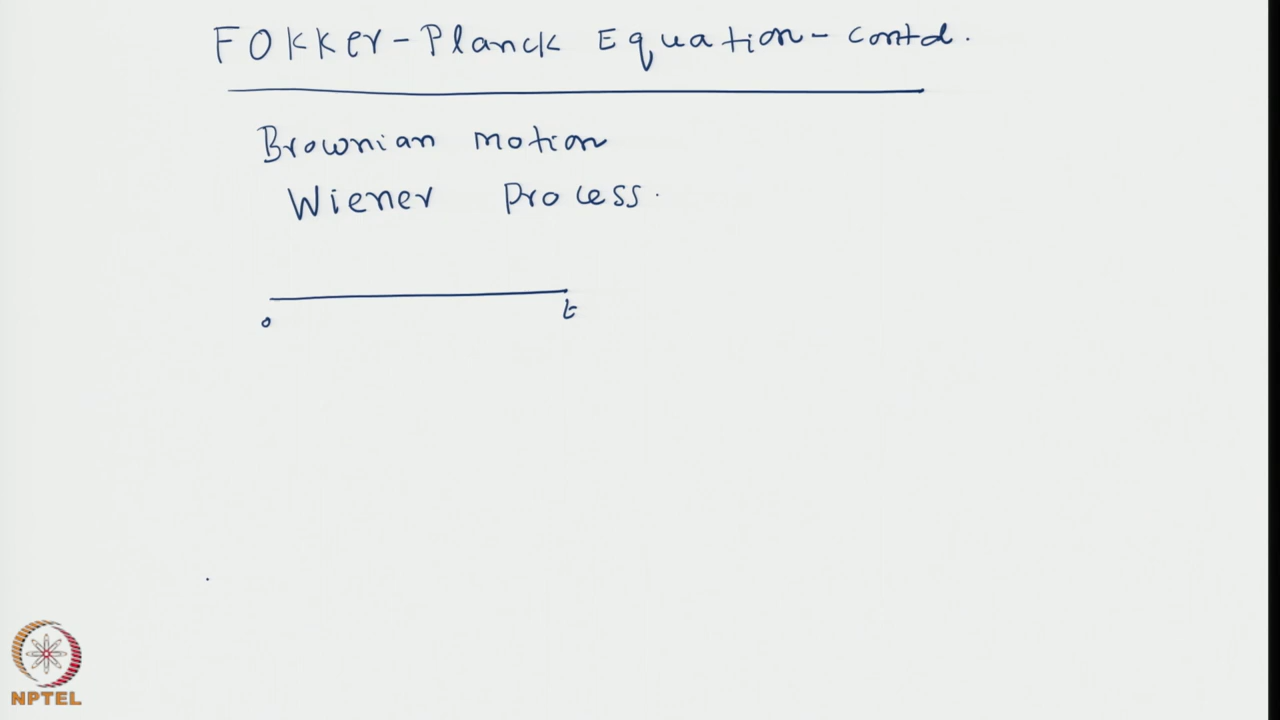 Fokker-Planck Equation - contd.
Brownian motion
Wiener Process.
0 t
NPTEL